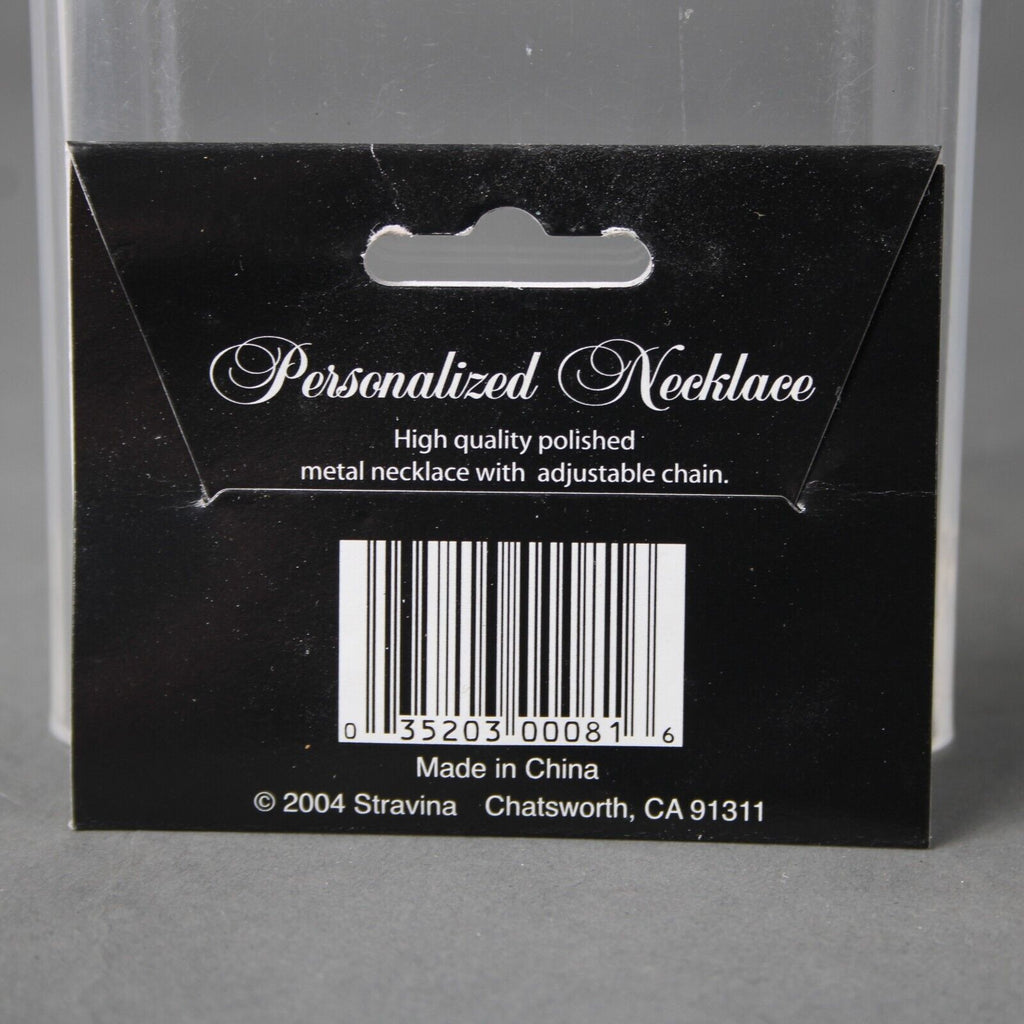 Personalized Necklace
High quality polished
metal necklace with adjustable chain.
0 35203 00081 6
Made in China
© 2004 Stravina Chatsworth, CA 91311